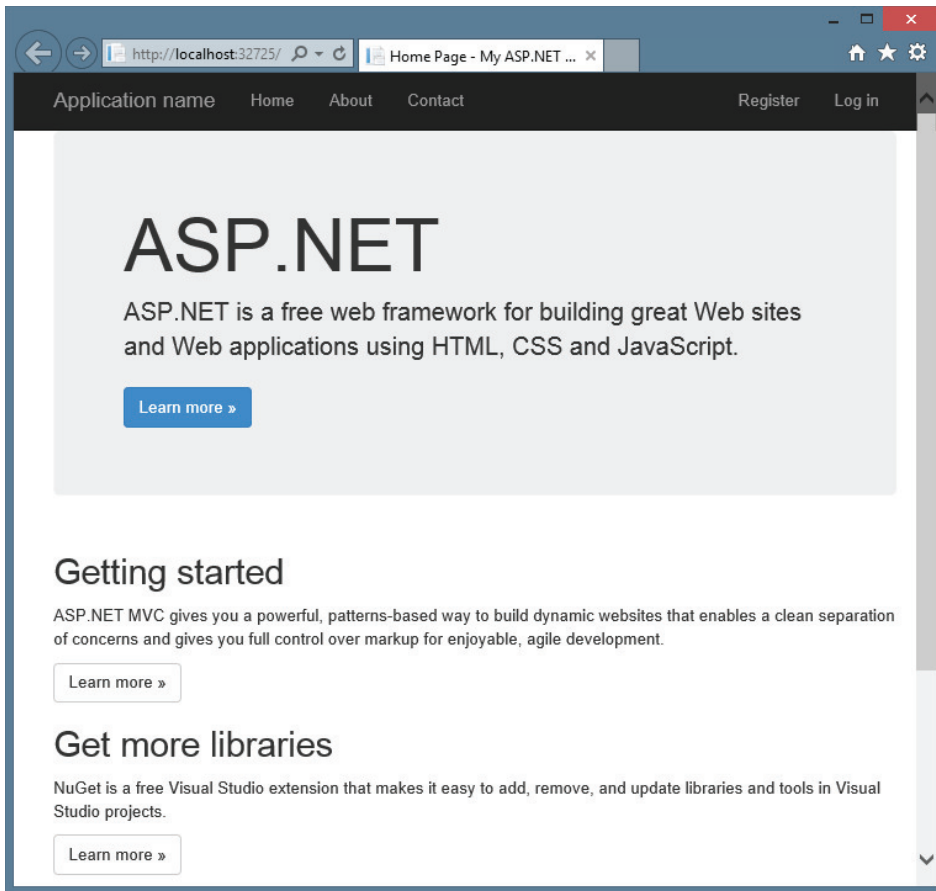 http://localhost:32725/
Home Page - My ASP.NET ...
Application name Home About Contact Register Log in
ASP.NET
ASP.NET is a free web framework for building great Web sites
and Web applications using HTML, CSS and JavaScript.
Learn more »
Getting started
ASP.NET MVC gives you a powerful, patterns-based way to build dynamic websites that enables a clean separation
of concerns and gives you full control over markup for enjoyable, agile development.
Learn more »
Get more libraries
NuGet is a free Visual Studio extension that makes it easy to add, remove, and update libraries and tools in Visual
Studio projects.
Learn more »